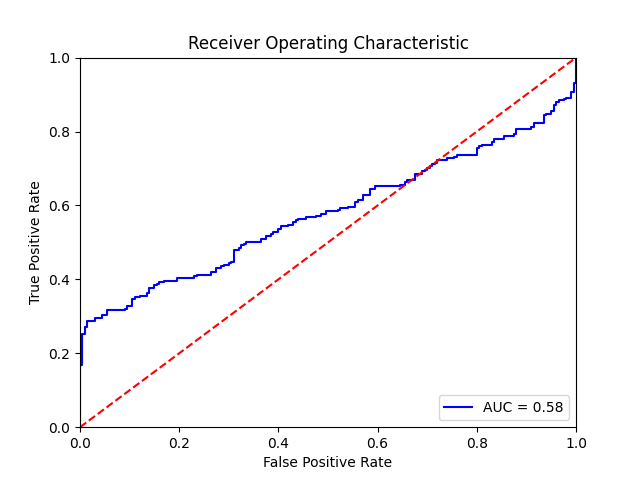 Receiver Operating Characteristic
True Positive Rate
1.0
0.8
0.6
0.4
0.2
0.0
AUC = 0.58
0.0 0.2 0.4 0.6 0.8 1.0
False Positive Rate